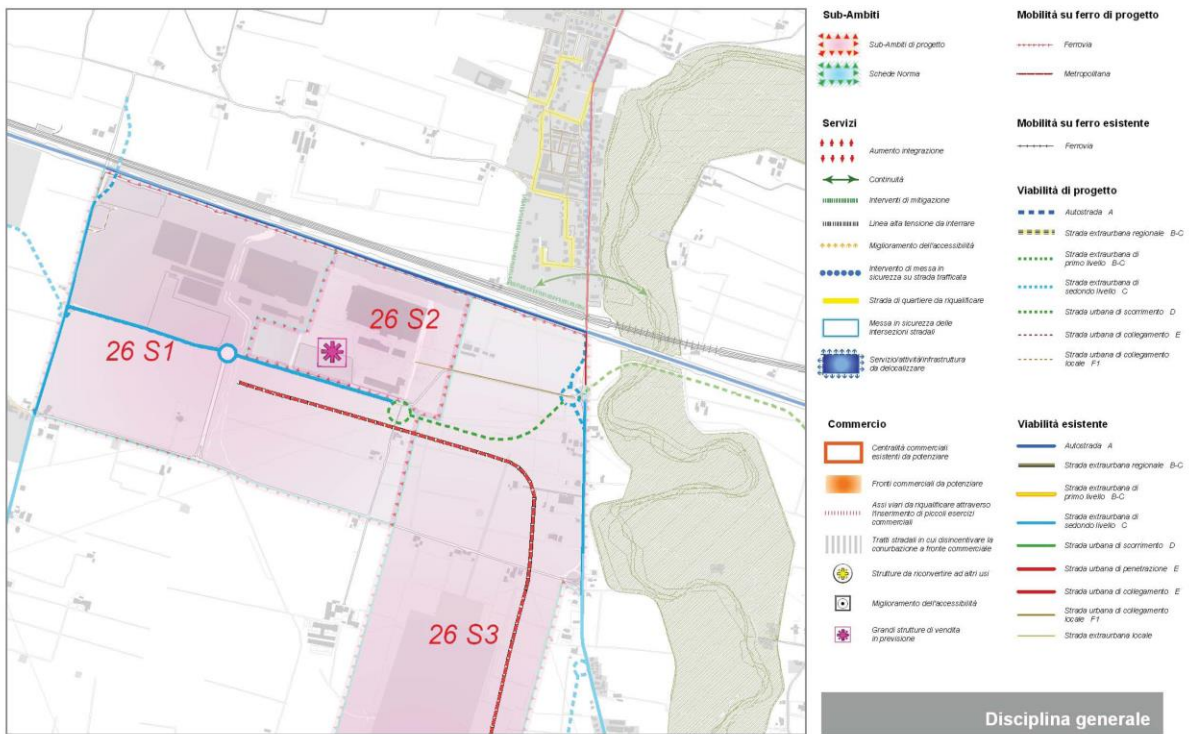 26 S1
26 S2
26 S3
Sub-Ambiti
Sub-Ambiti di progetto
Schede Norma
Servizi
Aumento integrazione
Continuità
Interventi di mitigazione
Linea alta tensione da interrare
Miglioramento dell'accessibilità
Intervento di messa in
sicurezza su strada trafficata
Strada di quartiere da riqualificare
Messa in sicurezza delle
intersezioni stradali
Servizio/attività/infrastruttura
da delocalizzare
Commercio
Centralità commerciali
esistenti da potenziare
Fronti commerciali da potenziare
Assi viari da riqualificare attraverso
l'inserimento di piccoli esercizi
commerciali
Tratti stradali in cui disincentivare la
conurbazione a fronte commerciale
Strutture da riconvertire ad altri usi
Miglioramento dell'accessibilità
Grandi strutture di vendita
in previsione
Mobilità su ferro di progetto
Ferrovia
Metropolitana
Mobilità su ferro esistente
Ferrovia
Viabilità di progetto
Autostrada A
Strada extraurbana regionale B-C
Strada extraurbana di
primo livello B-C
Strada extraurbana di
sedondo livello C
Strada urbana di scorrimento D
Strada urbana di collegamento E
Strada urbana di collegamento
locale F1
Viabilità esistente
Autostrada A
Strada extraurbana regionale B-C
Strada extraurbana di
primo livello B-C
Strada extraurbana di
sedondo livello C
Strada urbana di scorrimento D
Strada urbana di penetrazione E
Strada urbana di collegamento E
Strada urbana di collegamento
locale F1
Strada extraurbana locale
Disciplina generale